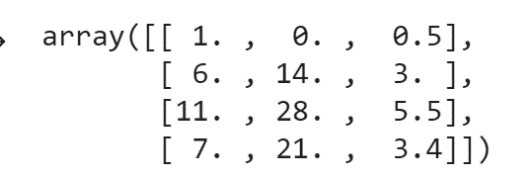 array([[ 1. ,  0. ,  0.5],
       [ 6. , 14. ,  3. ],
       [11. , 28. ,  5.5],
       [ 7. , 21. ,  3.4]])